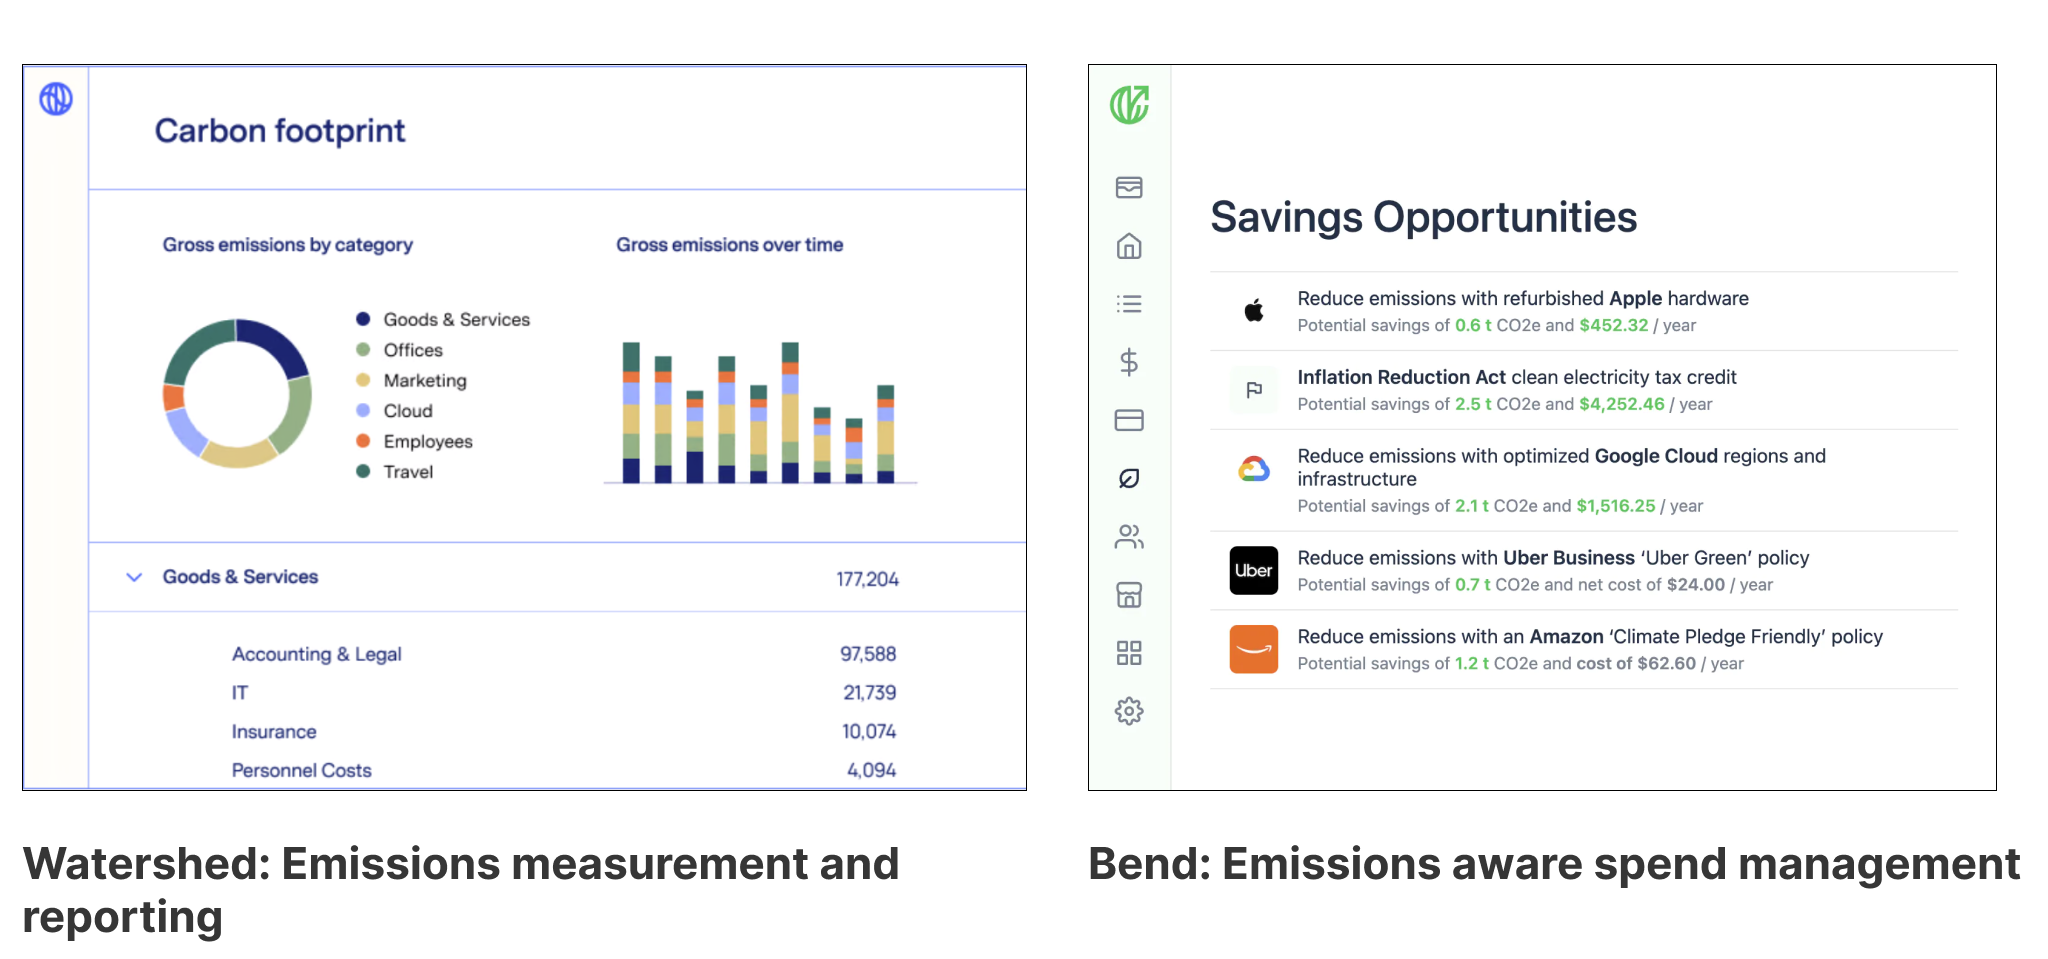 Carbon footprint
Gross emissions by category
Goods & Services
Offices
Marketing
Cloud
Employees
Travel
Gross emissions over time
Goods & Services 177,204
Accounting & Legal 97,588
IT 21,739
Insurance 10,074
Personnel Costs 4,094
Watershed: Emissions measurement and
reporting
Savings Opportunities
Reduce emissions with refurbished Apple hardware
Potential savings of 0.6 t CO2e and $452.32 / year
Inflation Reduction Act clean electricity tax credit
Potential savings of 2.5 t CO2e and $4,252.46 / year
Reduce emissions with optimized Google Cloud regions and
infrastructure
Potential savings of 2.1 t CO2e and $1,516.25 / year
Uber
Reduce emissions with Uber Business ‘Uber Green’ policy
Potential savings of 0.7 t CO2e and net cost of $24.00 / year
Reduce emissions with an Amazon ‘Climate Pledge Friendly’ policy
Potential savings of 1.2 t CO2e and cost of $62.60 / year
Bend: Emissions aware spend management